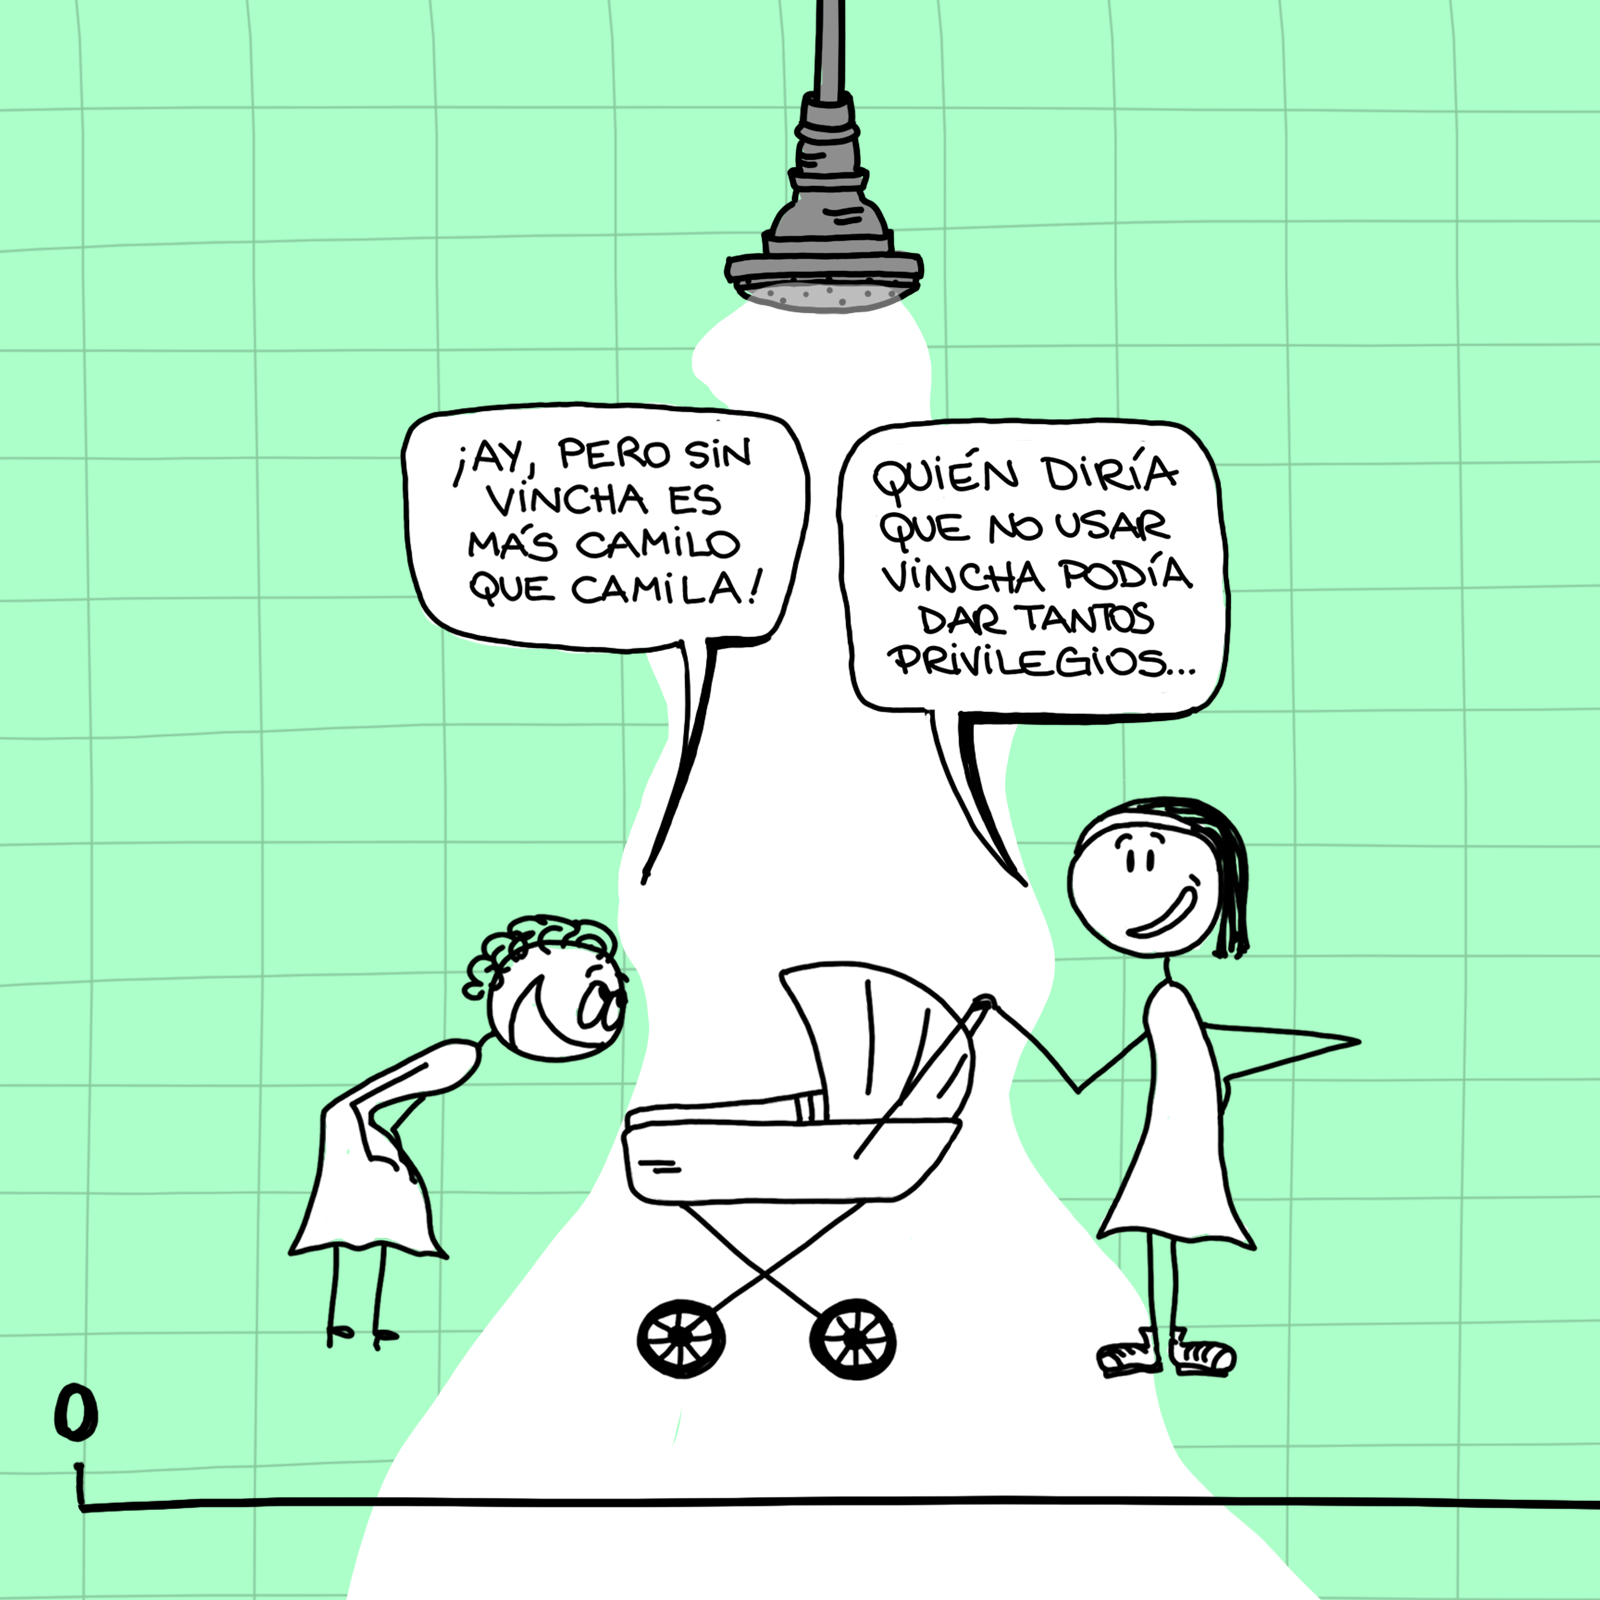 ¡AY, PERO SIN
VINCHA ES
MÁS CAMILO
QUE CAMILA!
QUIÉN DIRÍA
QUE NO USAR
VINCHA PODÍA
DAR TANTOS
PRIVILEGIOS...
0